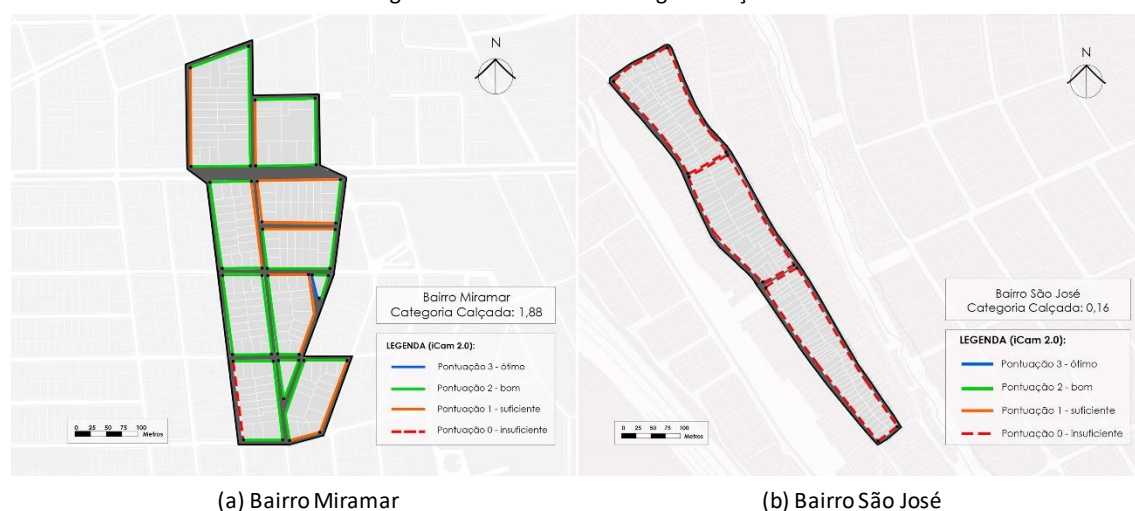 N
Bairro Miramar
Categoria Calçada: 1,88
LEGENDA (iCam 2.0):
Pontuação 3 - ótimo
Pontuação 2 - bom
Pontuação 1 - suficiente
Pontuação 0 - insuficiente
0 25 50 75 100
Metros
(a) Bairro Miramar
N
Bairro São José
Categoria Calçada: 0,16
LEGENDA (iCam 2.0):
Pontuação 3 - ótimo
Pontuação 2 - bom
Pontuação 1 - suficiente
Pontuação 0 - insuficiente
0 25 50 75 100
Metros
(b) Bairro São José